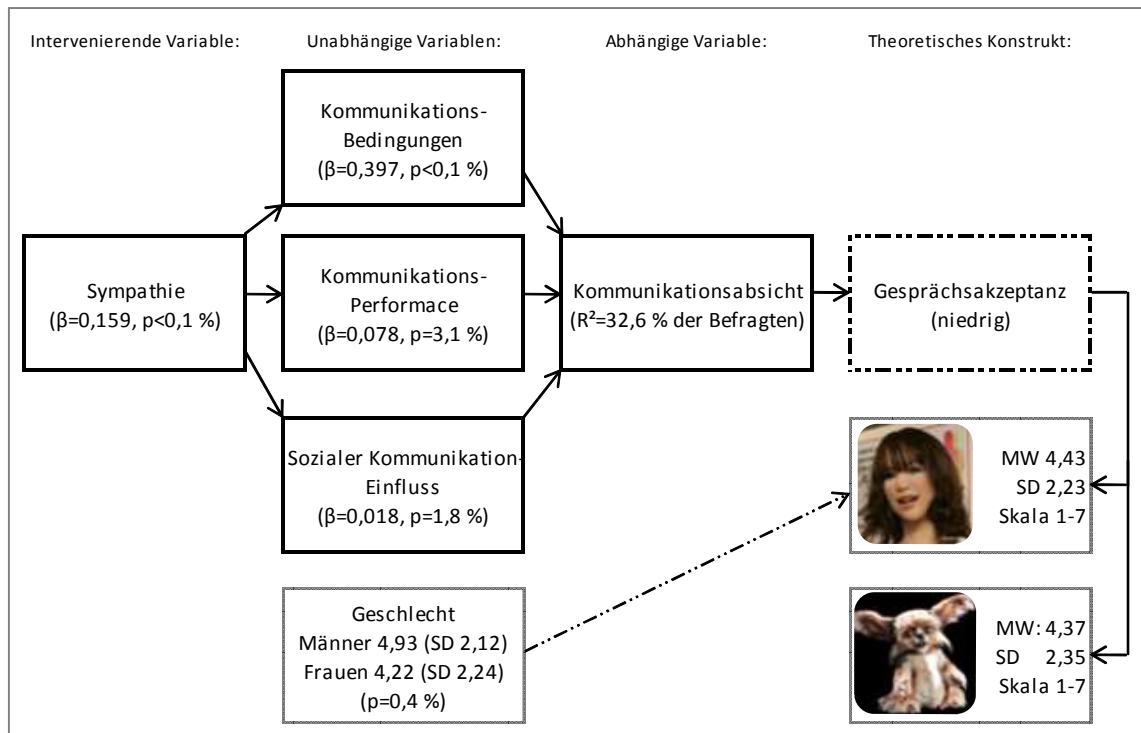 Intervenierende Variable:
Unabhängige Variablen:
Abhängige Variable:
Theoretisches Konstrukt:
Kommunikations-
Bedingungen
(β=0,397, p<0,1 %)
Sympathie
(β=0,159, p<0,1 %)
Kommunikations-
Performace
(β=0,078, p=3,1 %)
Kommunikationsabsicht
(R²=32,6 % der Befragten)
Gesprächsakzeptanz
(niedrig)
Sozialer Kommunikation-
Einfluss
(β=0,018, p=1,8 %)
MW 4,43
SD 2,23
Skala 1-7
Geschlecht
Männer 4,93 (SD 2,12)
Frauen 4,22 (SD 2,24)
(p=0,4 %)
MW: 4,37
SD 2,35
Skala 1-7